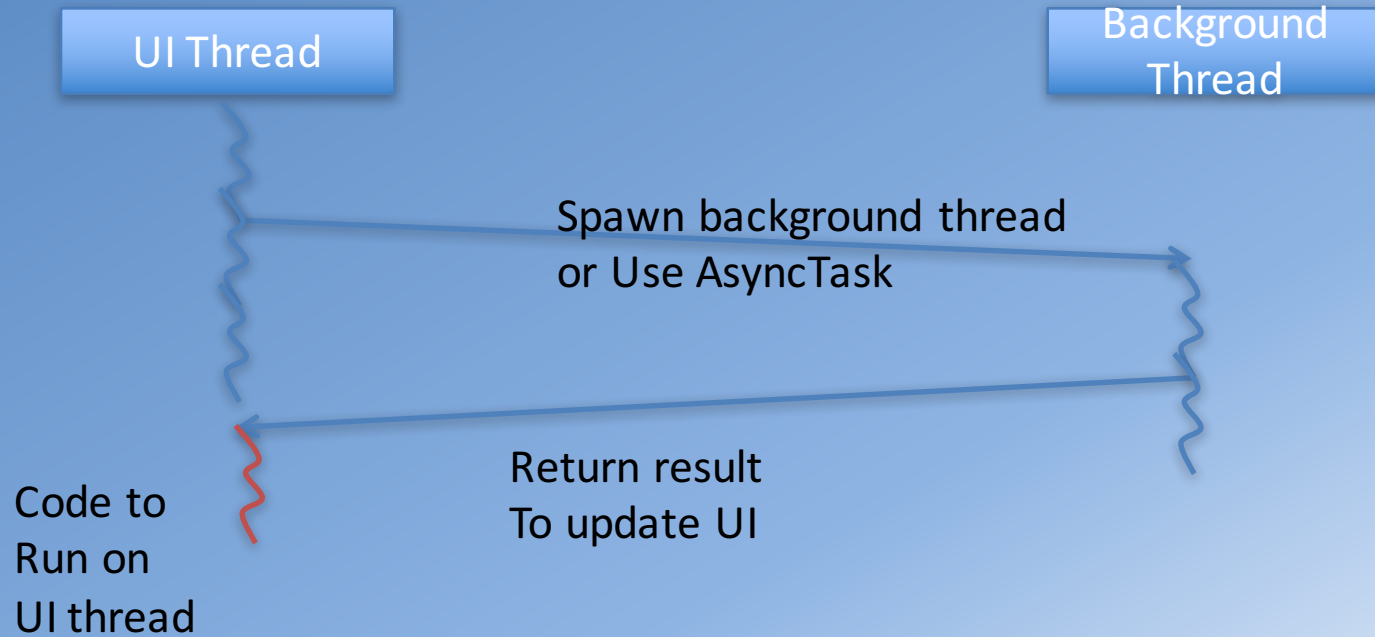 UI Thread
Background
Thread
Spawn background thread
or Use AsyncTask
Return result
To update UI
Code to
Run on
UI thread